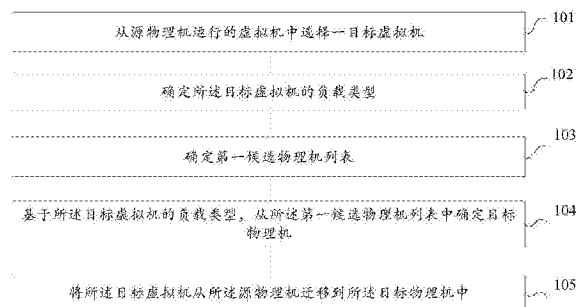 从源物理机运行的虚拟机中选择一目标虚拟机
101
确定所述目标虚拟机的负载类型
102
确定第一候选物理机列表
103
基于所述目标虚拟机的负载类型，从所述第一候选物理机列表中确定目标
物理机
104
将所述目标虚拟机从所述源物理机迁移到所述目标物理机中
105